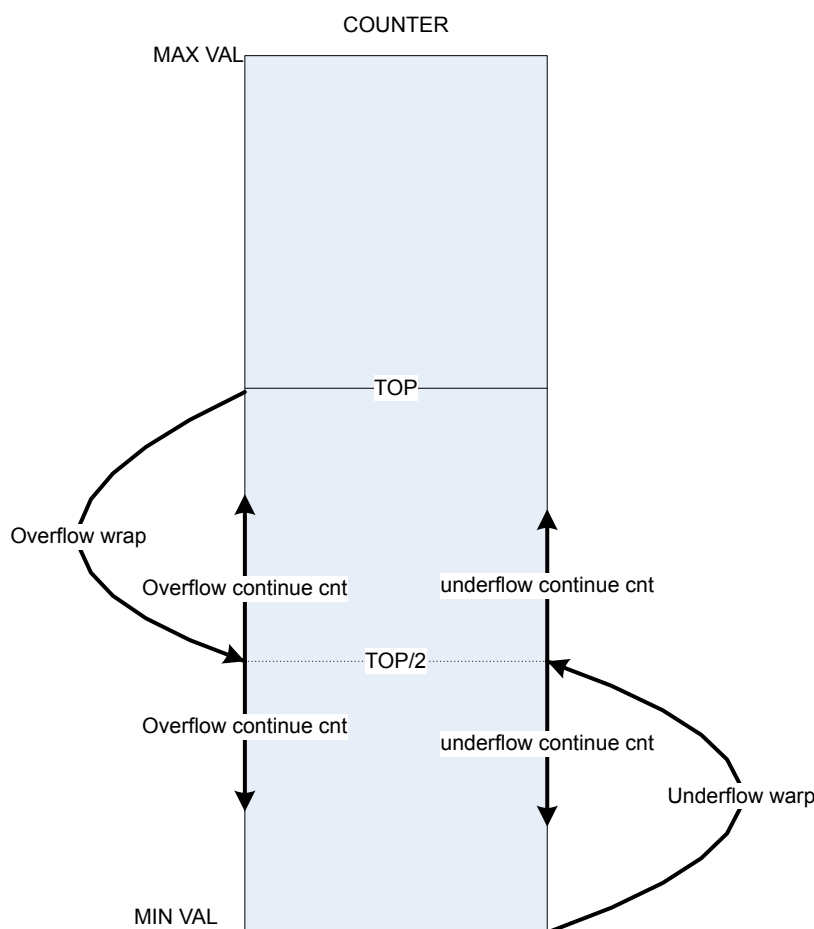 COUNTER
MAX VAL
TOP
Overflow wrap
Overflow continue cnt
underflow continue cnt
TOP/2
Overflow continue cnt
underflow continue cnt
Underflow warp
MIN VAL